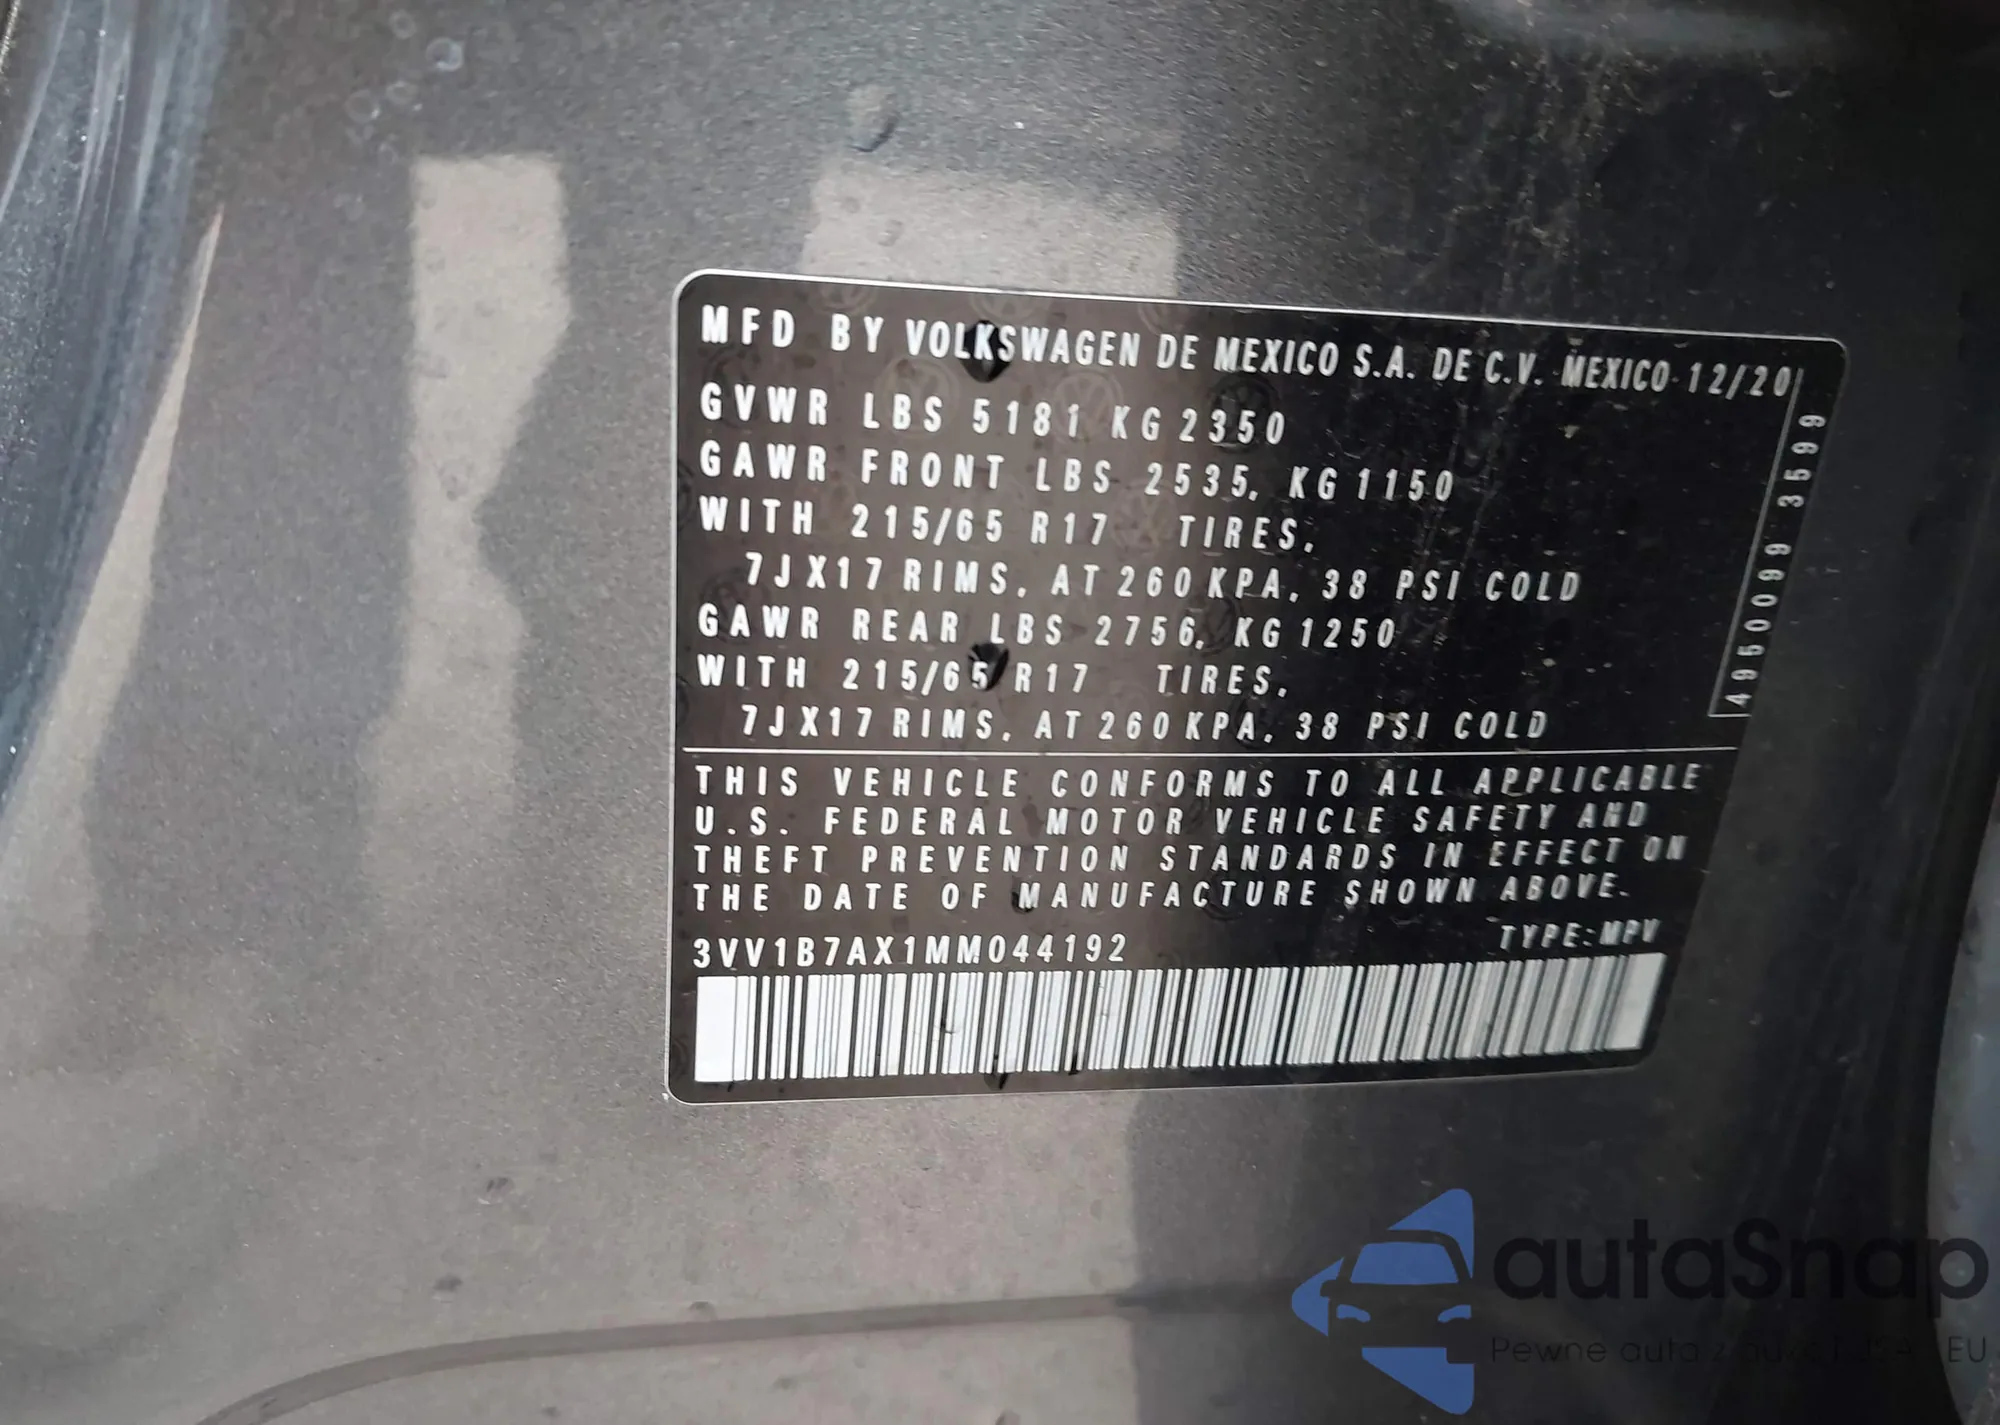 MFD BY VOLKSWAGEN DE MEXICO S.A. DE C.V. MEXICO 12/20
GVWR LBS 5181 KG 2350
GAWR FRONT LBS 2535, KG 1150
WITH 215/65 R17 TIRES,
7JX17 RIMS, AT 260 KPA, 38 PSI COLD
GAWR REAR LBS 2756, KG 1250
WITH 215/65 R17 TIRES,
7JX17 RIMS, AT 260 KPA, 38 PSI COLD
4950099 3599
THIS VEHICLE CONFORMS TO ALL APPLICABLE
U.S. FEDERAL MOTOR VEHICLE SAFETY AND
THEFT PREVENTION STANDARDS IN EFFECT ON
THE DATE OF MANUFACTURE SHOWN ABOVE.
3VV1B7AX1MM044192 TYPE:MPV
autaSnap
Pewne auta z EU